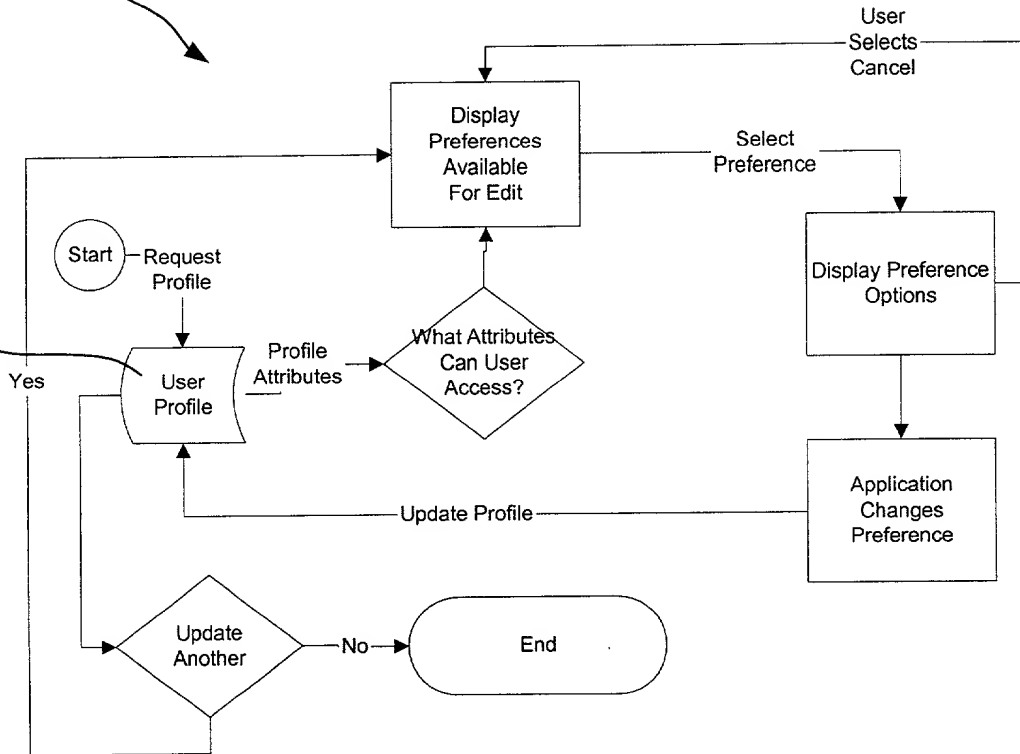 User
Selects
Cancel
Display
Preferences
Available
For Edit
Select
Preference
Start
Request
Profile
Display Preference
Options
What Attributes
Can User
Access?
Profile
Attributes
User
Profile
Yes
Application
Changes
Preference
Update Profile
Update
Another
No
End